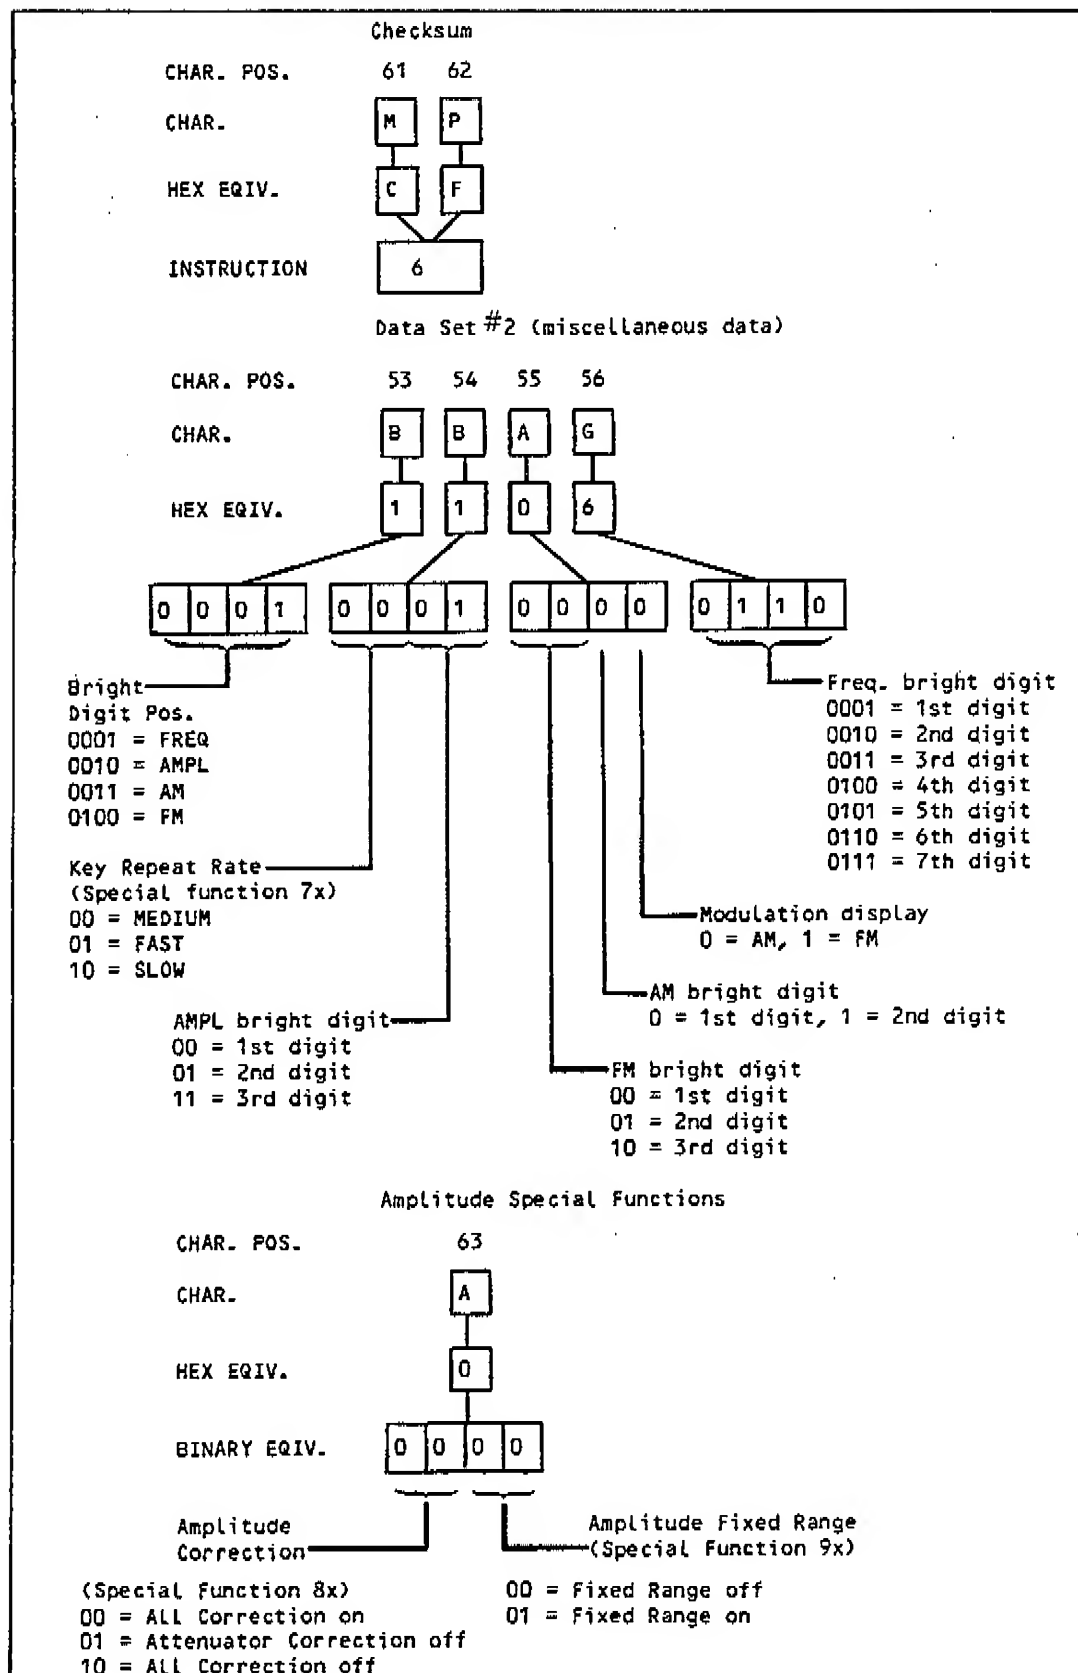 Checksum
CHAR. POS. 61 62
CHAR. M P
HEX EQIV. C F
INSTRUCTION 6
Data Set #2 (miscellaneous data)
CHAR. POS. 53 54 55 56
CHAR. B B A G
HEX EQIV. 1 1 0 6
0 0 0 1 0 0 0 1 0 0 0 0 0 1 1 0
Bright
Digit Pos.
0001 = FREQ
0010 = AMPL
0011 = AM
0100 = FM
Freq. bright digit
0001 = 1st digit
0010 = 2nd digit
0011 = 3rd digit
0100 = 4th digit
0101 = 5th digit
0110 = 6th digit
0111 = 7th digit
Key Repeat Rate
(Special function 7x)
00 = MEDIUM
01 = FAST
10 = SLOW
Modulation display
0 = AM, 1 = FM
AM bright digit
0 = 1st digit, 1 = 2nd digit
AMPL bright digit
00 = 1st digit
01 = 2nd digit
11 = 3rd digit
FM bright digit
00 = 1st digit
01 = 2nd digit
10 = 3rd digit
Amplitude Special Functions
CHAR. POS. 63
CHAR. A
HEX EQIV. 0
BINARY EQIV. 0 0 0 0
Amplitude
Correction
(Special Function 8x)
00 = ALL Correction on
01 = Attenuator Correction off
10 = ALL Correction off
Amplitude Fixed Range
(Special Function 9x)
00 = Fixed Range off
01 = Fixed Range on